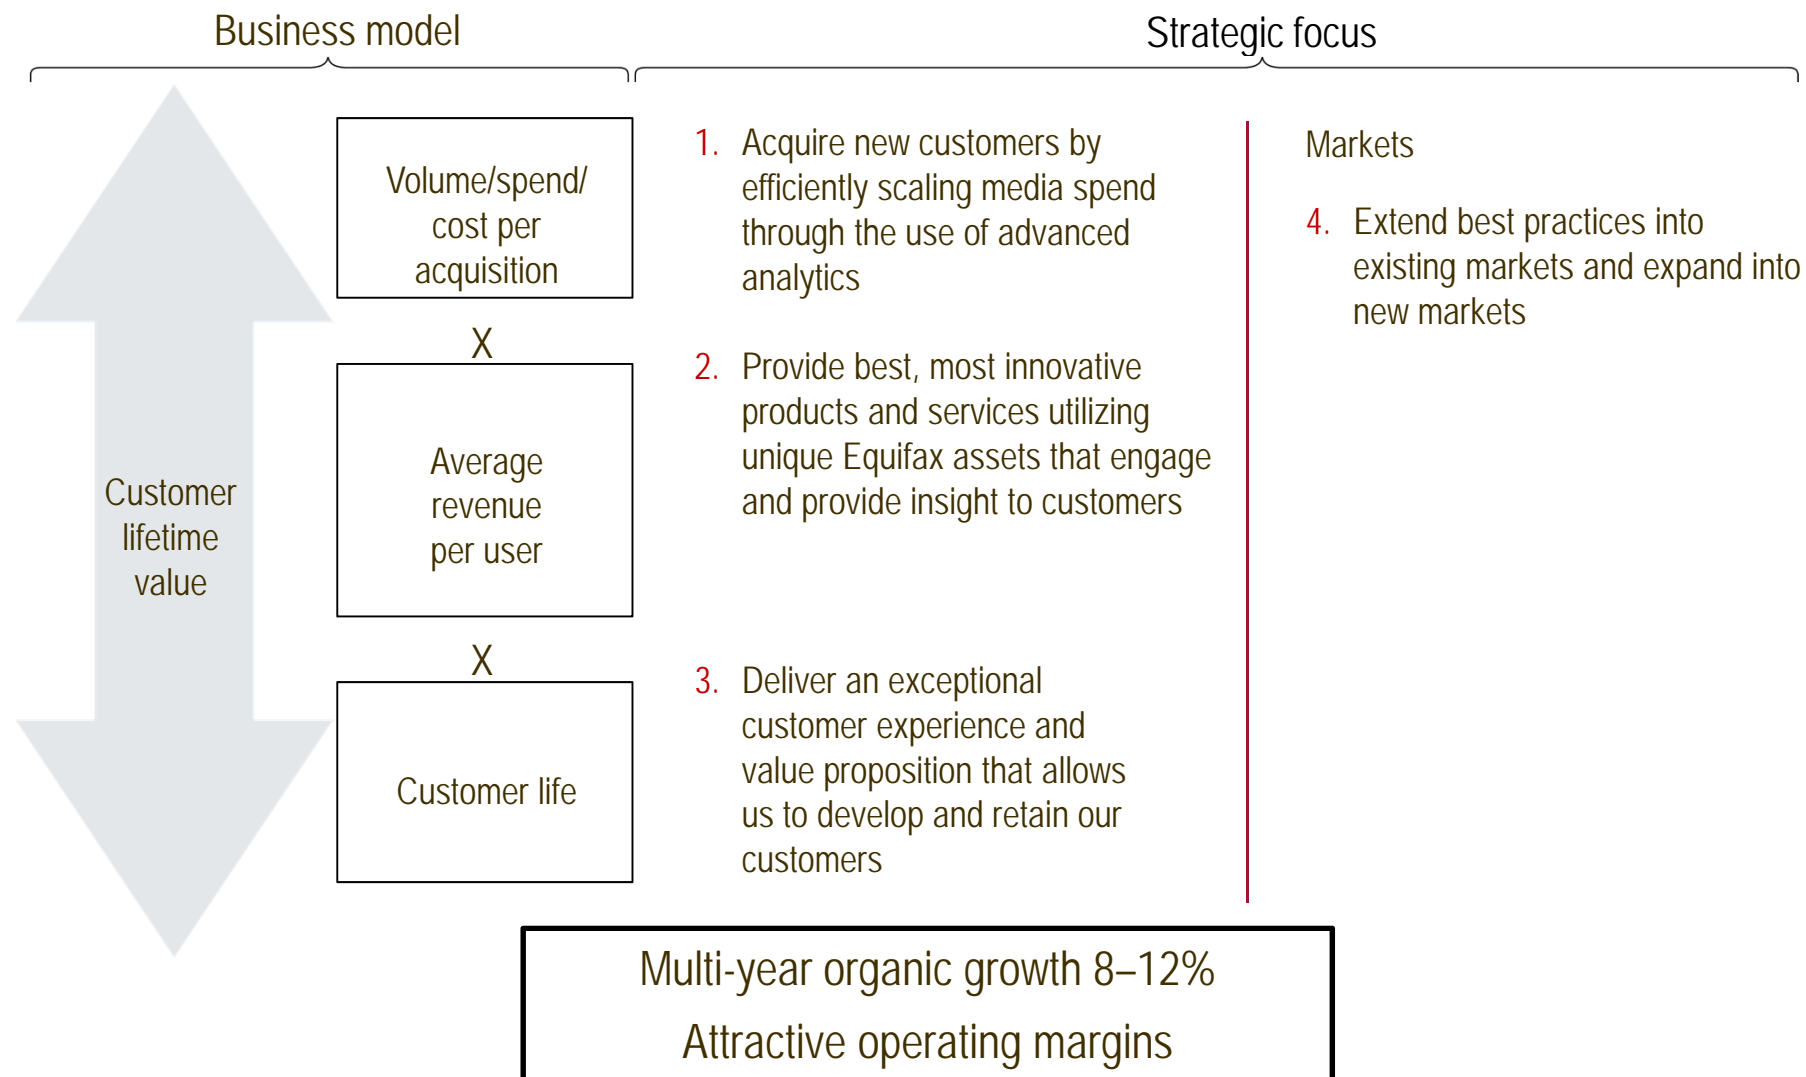 Business model
Strategic focus
Customer
lifetime
value
Volume/spend/
cost per
acquisition
X
Average
revenue
per user
X
Customer life
1. Acquire new customers by
efficiently scaling media spend
through the use of advanced
analytics
2. Provide best, most innovative
products and services utilizing
unique Equifax assets that engage
and provide insight to customers
3. Deliver an exceptional
customer experience and
value proposition that allows
us to develop and retain our
customers
Markets
4. Extend best practices into
existing markets and expand into
new markets
Multi-year organic growth 8–12%
Attractive operating margins